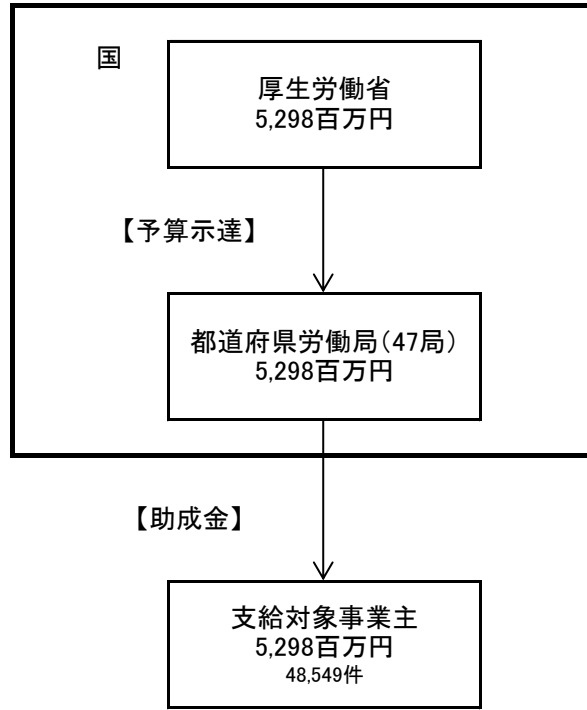 国
厚生労働省
5,298百万円
【予算示達】
都道府県労働局(47局)
5,298百万円
【助成金】
支給対象事業主
5,298百万円
48,549件